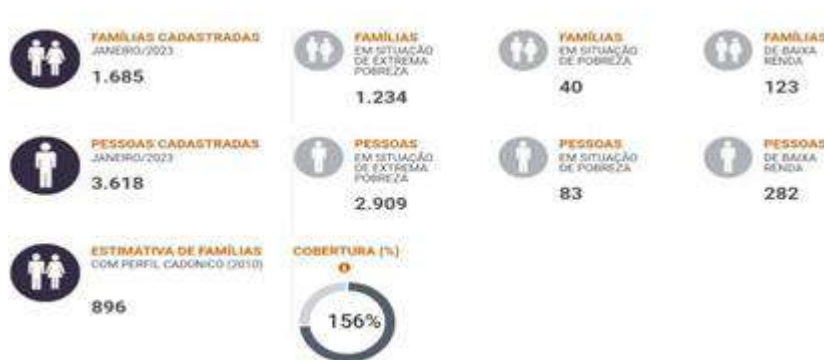 FAMÍLIAS CADASTRADAS
JANEIRO/2023
1.685
FAMÍLIAS
EM SITUAÇÃO
DE EXTREMA
POBREZA
1.234
FAMÍLIAS
EM SITUAÇÃO
DE POBREZA
40
FAMÍLIAS
DE BAIXA
RENDA
123
PESSOAS CADASTRADAS
JANEIRO/2023
3.618
PESSOAS
EM SITUAÇÃO
DE EXTREMA
POBREZA
2.909
PESSOAS
EM SITUAÇÃO
DE POBREZA
83
PESSOAS
DE BAIXA
RENDA
282
ESTIMATIVA DE FAMÍLIAS
COM PERFIL CADÚNICO (2010)
896
COBERTURA (%)
156%